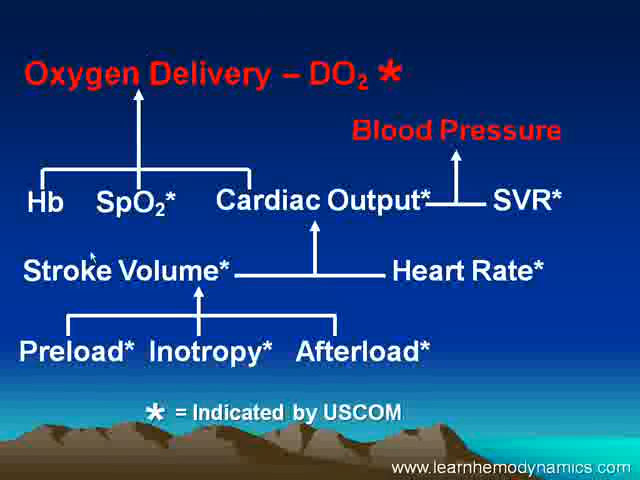 Oxygen Delivery – DO₂ *
Blood Pressure
Hb SpO₂* Cardiac Output* SVR*
Stroke Volume* Heart Rate*
Preload* Inotropy* Afterload*
* = Indicated by USCOM
www.learnhemodynamics.com